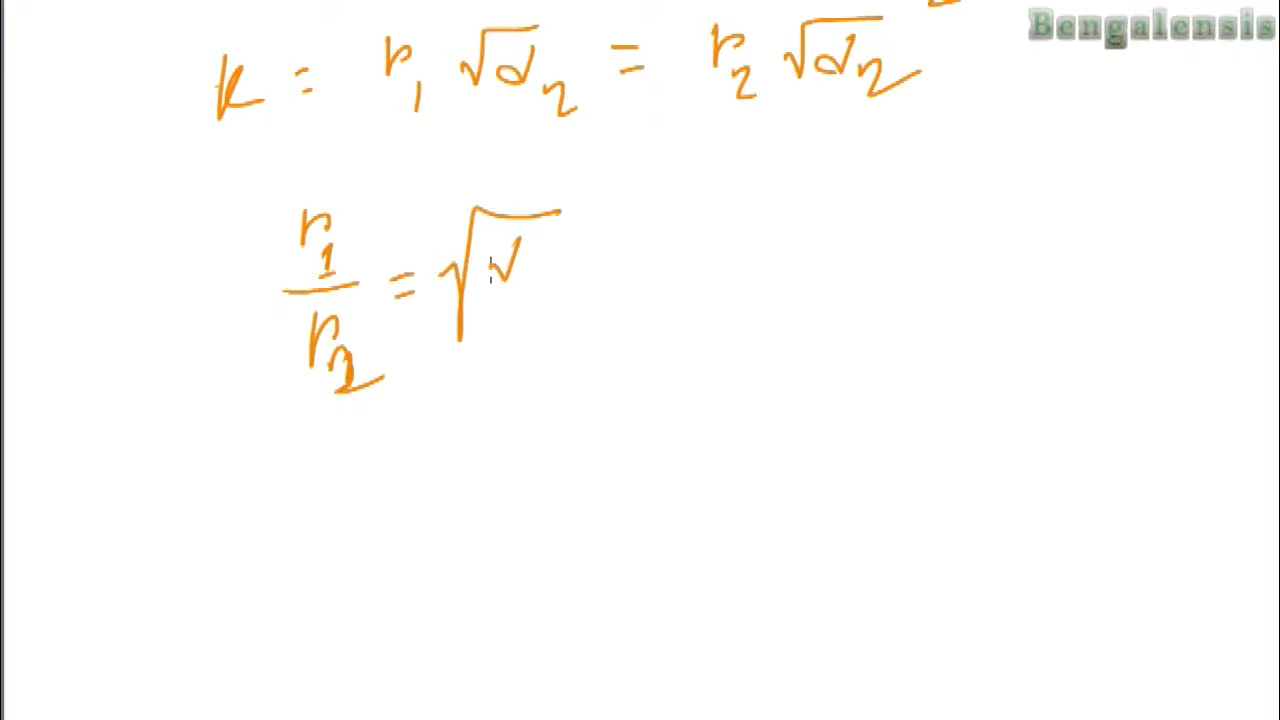 Bengalensis
k = r₁ √d₂ = r₂ √d₂
r₁/r₂ = √d